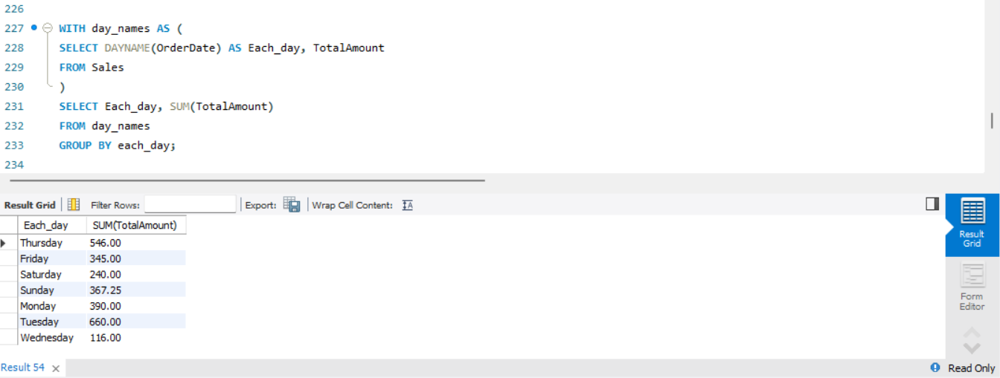 226
227 WITH day_names AS (
228 SELECT DAYNAME(OrderDate) AS Each_day, TotalAmount
229 FROM Sales
230 )
231 SELECT Each_day, SUM(TotalAmount)
232 FROM day_names
233 GROUP BY each_day;
234
Result Grid Filter Rows: Export: Wrap Cell Content: IA
Each_day SUM(TotalAmount)
Thursday 546.00
Friday 345.00
Saturday 240.00
Sunday 367.25
Monday 390.00
Tuesday 660.00
Wednesday 116.00
Result
Grid
Form
Editor
Result 54 x
Read Only